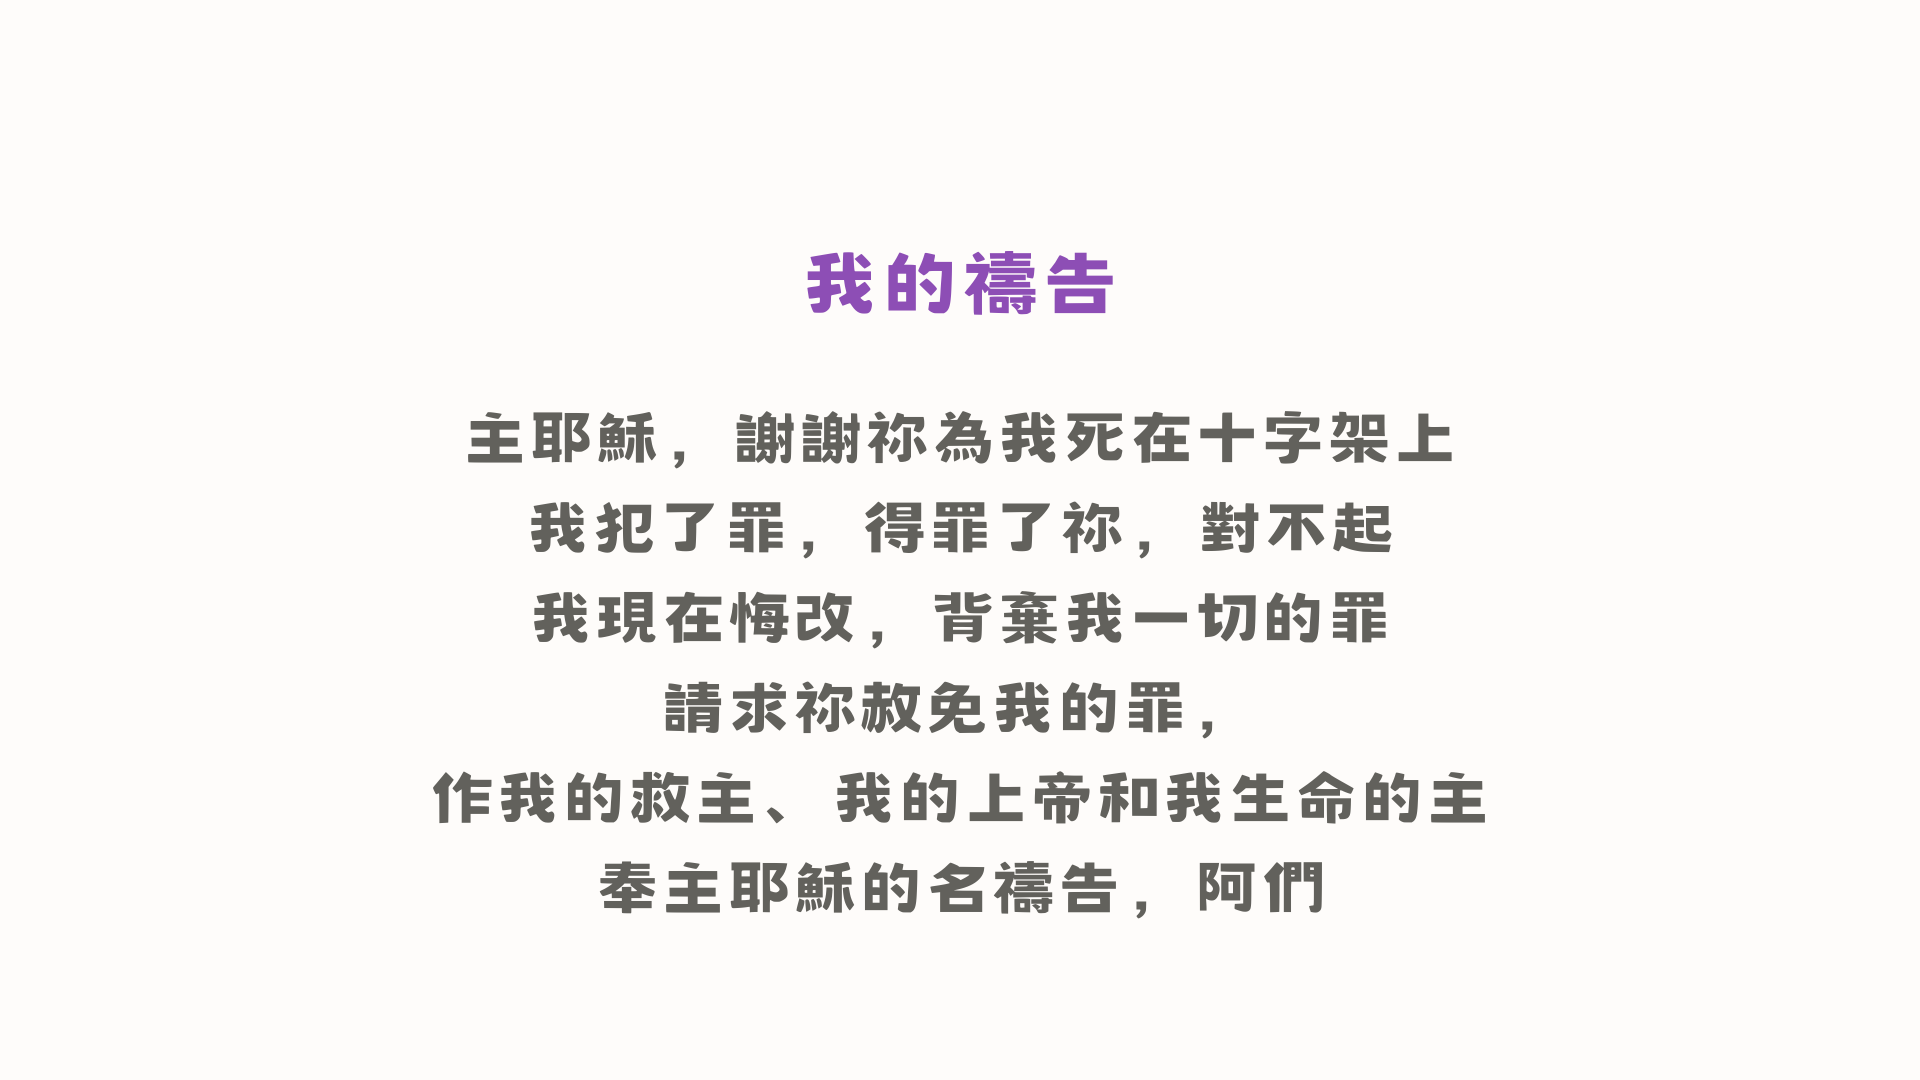 我的禱告
主耶穌，謝謝祢為我死在十字架上
我犯了罪，得罪了祢，對不起
我現在悔改，背棄我一切的罪
請求祢赦免我的罪，
作我的救主、我的上帝和我生命的主
奉主耶穌的名禱告，阿們